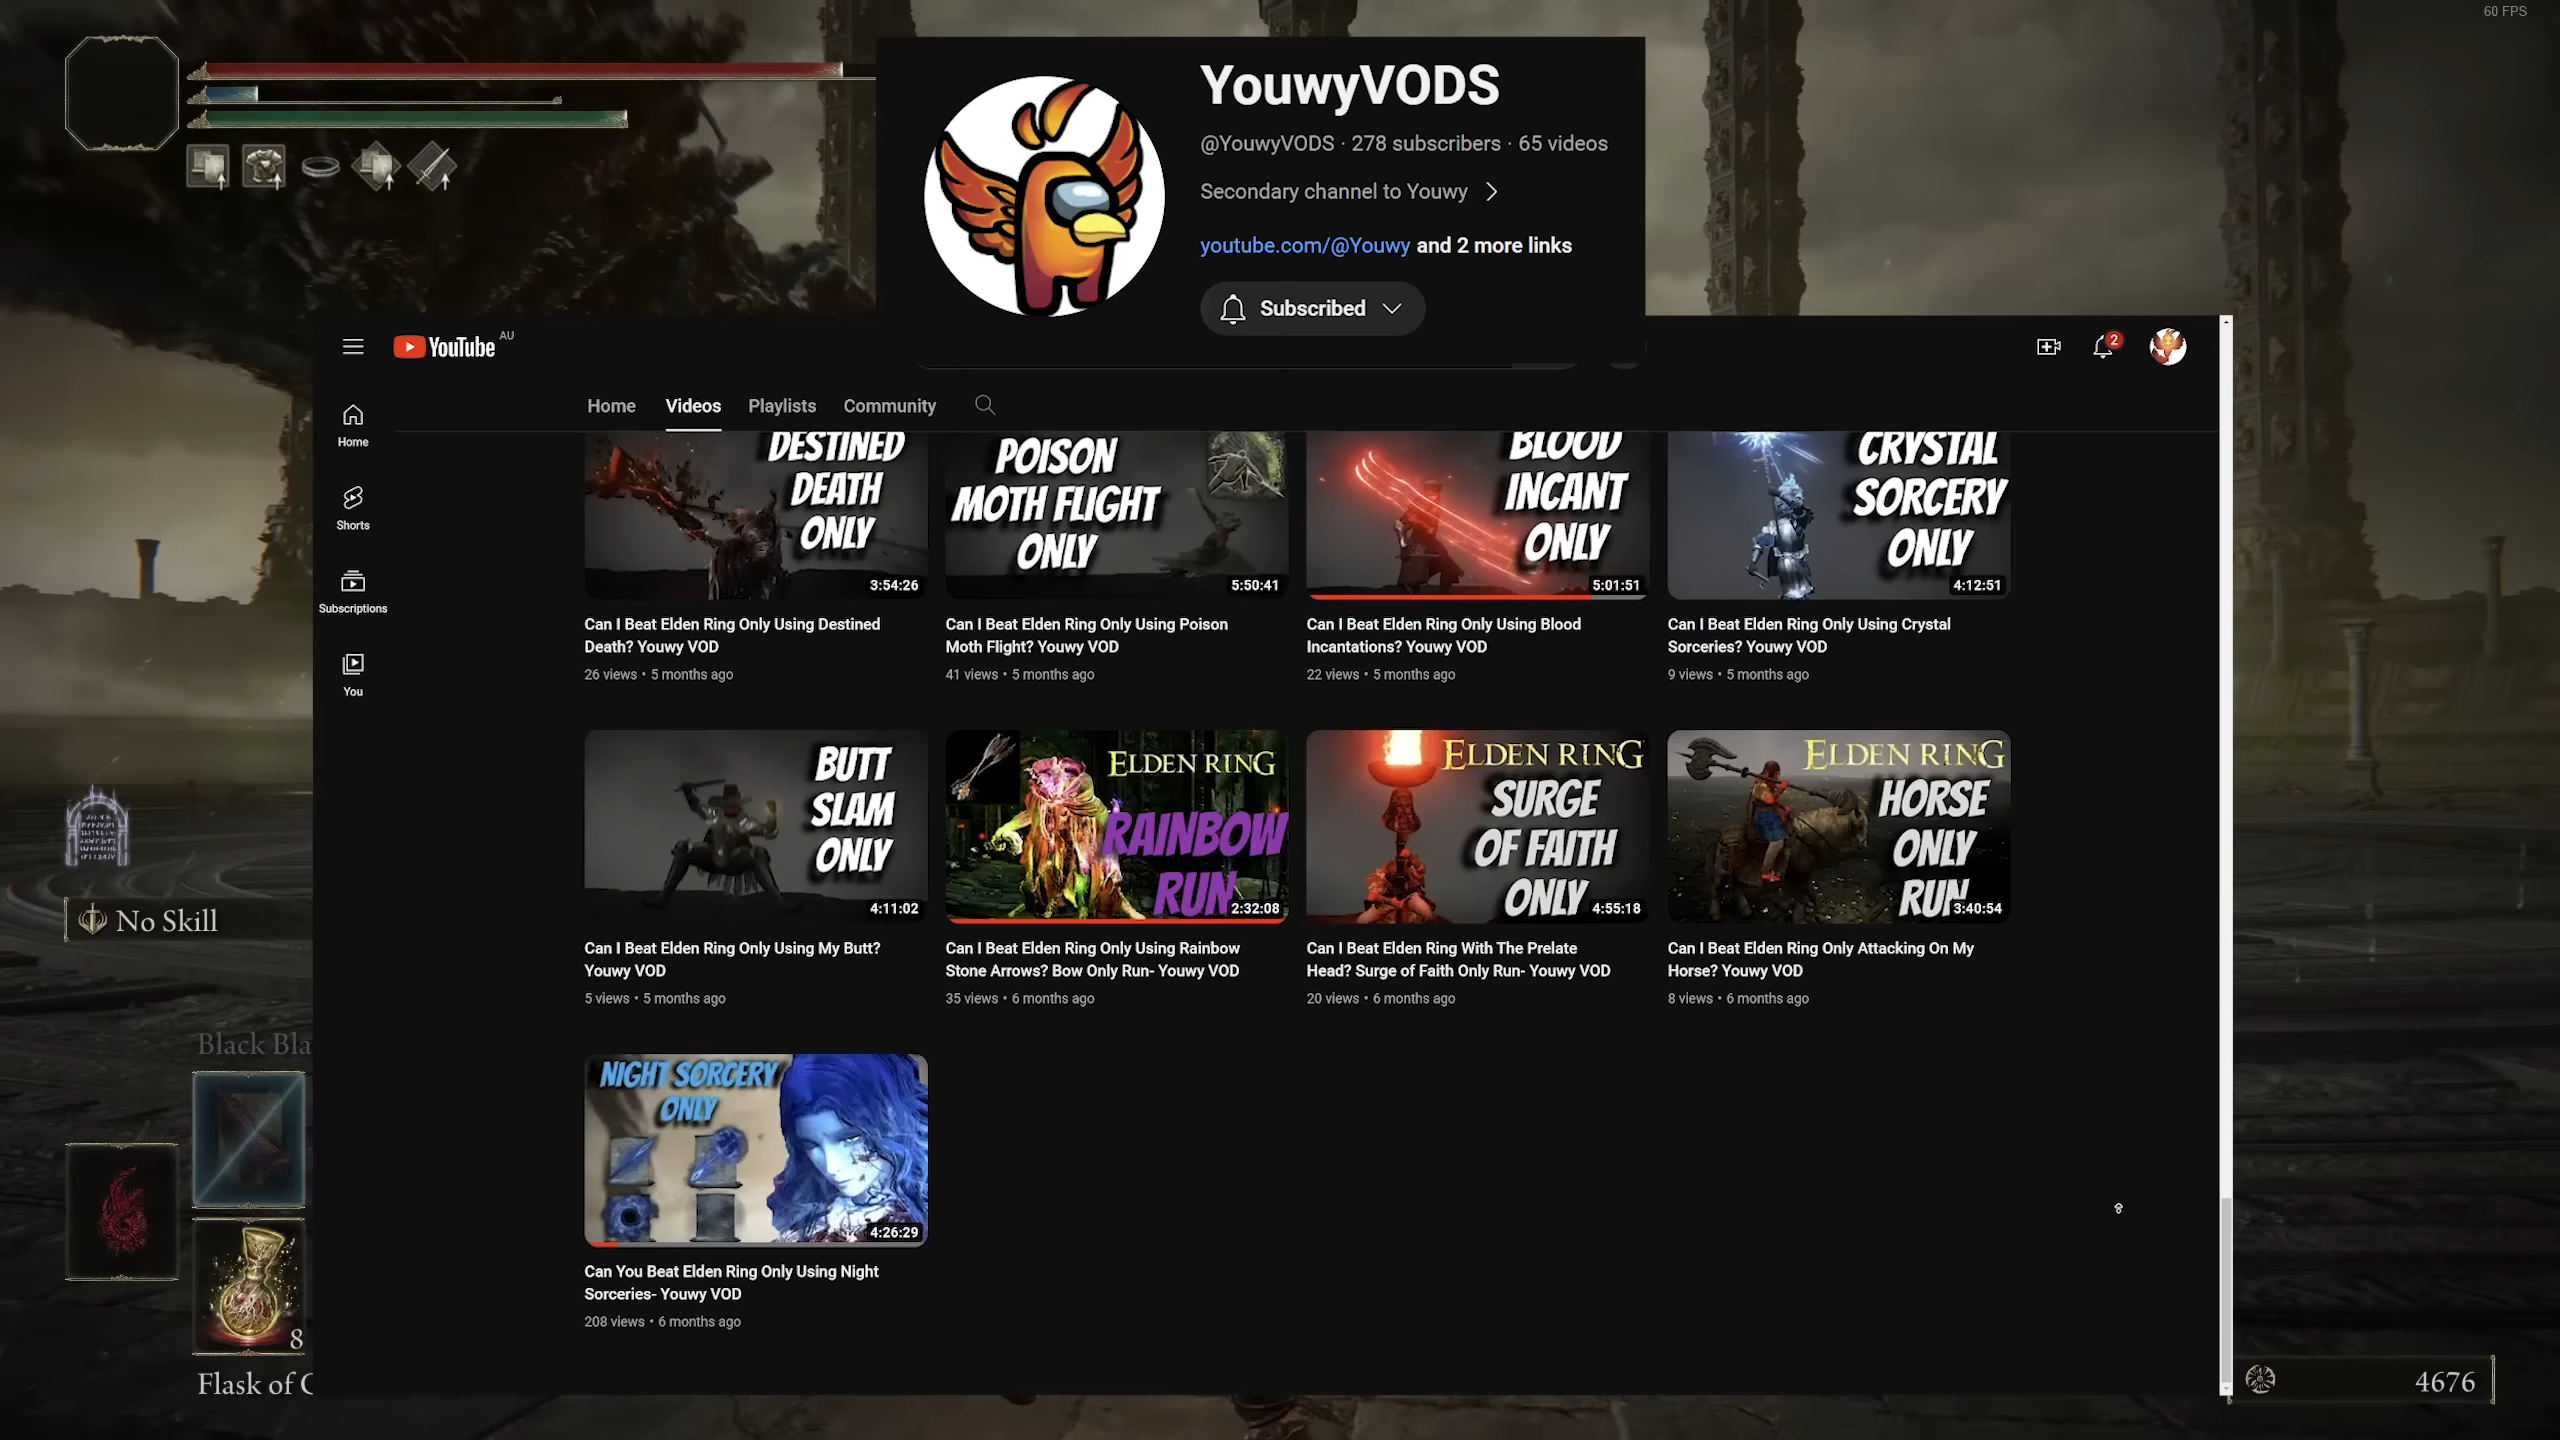 60 FPS
YouwyVODS
@YouwyVODS · 278 subscribers · 65 videos
Secondary channel to Youwy
youtube.com/@Youwy and 2 more links
Subscribed
YouTube AU
2
Home Videos Playlists Community
Home
Shorts
Subscriptions
You
DESTINED
DEATH
ONLY
3:54:26
Can I Beat Elden Ring Only Using Destined
Death? Youwy VOD
26 views • 5 months ago
POISON
MOTH FLIGHT
ONLY
5:50:41
Can I Beat Elden Ring Only Using Poison
Moth Flight? Youwy VOD
41 views • 5 months ago
BLOOD
INCANT
ONLY
5:01:51
Can I Beat Elden Ring Only Using Blood
Incantations? Youwy VOD
22 views • 5 months ago
CRYSTAL
SORCERY
ONLY
4:12:51
Can I Beat Elden Ring Only Using Crystal
Sorceries? Youwy VOD
9 views • 5 months ago
BUTT
SLAM
ONLY
4:11:02
Can I Beat Elden Ring Only Using My Butt?
Youwy VOD
5 views • 5 months ago
ELDEN RING
RAINBOW
RUN
2:32:08
Can I Beat Elden Ring Only Using Rainbow
Stone Arrows? Bow Only Run- Youwy VOD
35 views • 6 months ago
ELDEN RING
SURGE
OF FAITH
ONLY
4:55:18
Can I Beat Elden Ring With The Prelate
Head? Surge of Faith Only Run- Youwy VOD
20 views • 6 months ago
ELDEN RING
HORSE
ONLY
RUN
3:40:54
Can I Beat Elden Ring Only Attacking On My
Horse? Youwy VOD
8 views • 6 months ago
NIGHT SORCERY
ONLY
4:26:29
Can You Beat Elden Ring Only Using Night
Sorceries- Youwy VOD
208 views • 6 months ago
No Skill
Black Bla
8
Flask of C
4676